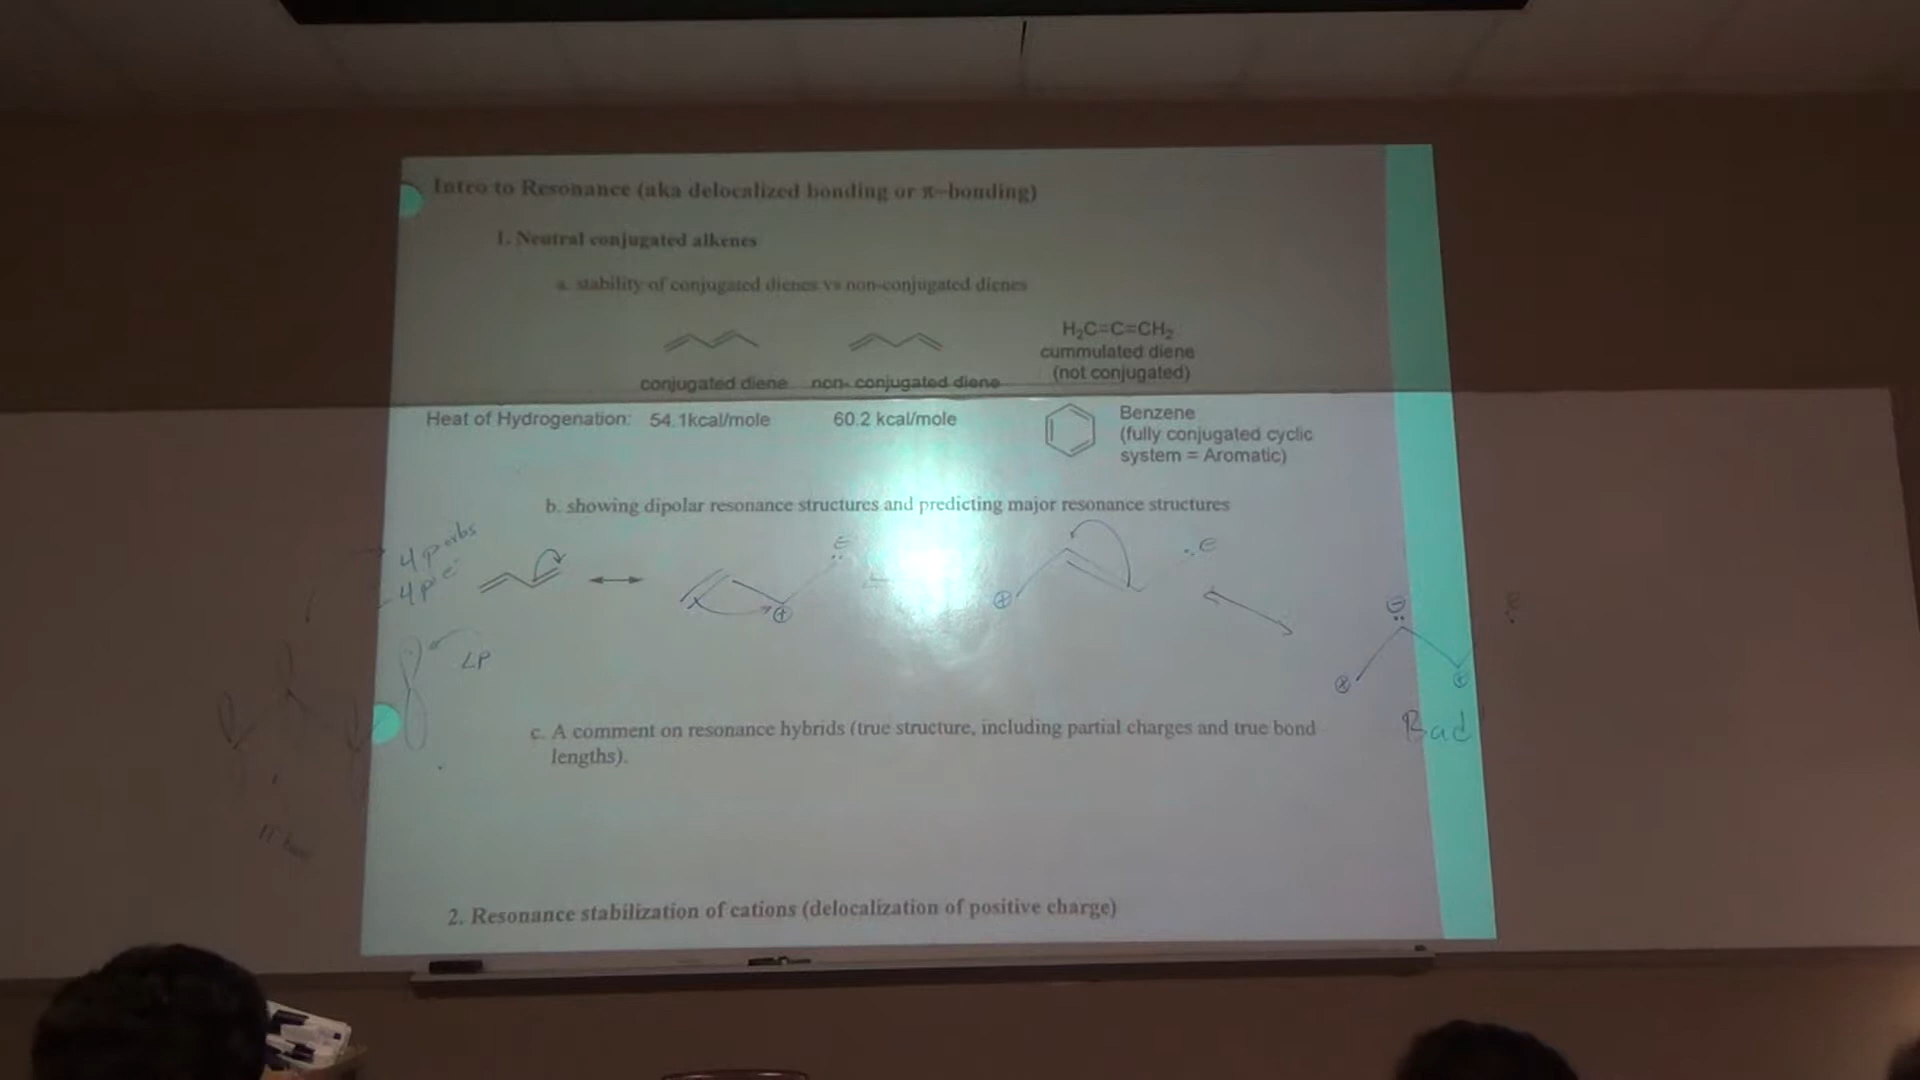 Intro to Resonance (aka delocalized bonding or π-bonding)
1. Neutral conjugated alkenes
a. stability of conjugated dienes vs non-conjugated dienes
H₂C=C=CH₂
cummulated diene
(not conjugated)
conjugated diene non- conjugated diene
Heat of Hydrogenation: 54.1kcal/mole 60.2 kcal/mole
Benzene
(fully conjugated cyclic
system = Aromatic)
b. showing dipolar resonance structures and predicting major resonance structures
4 p orbs
4 p e⁻
LP
⊕
⊕
⊖
⊕
⊕
Bad
c. A comment on resonance hybrids (true structure, including partial charges and true bond
lengths).
2. Resonance stabilization of cations (delocalization of positive charge)